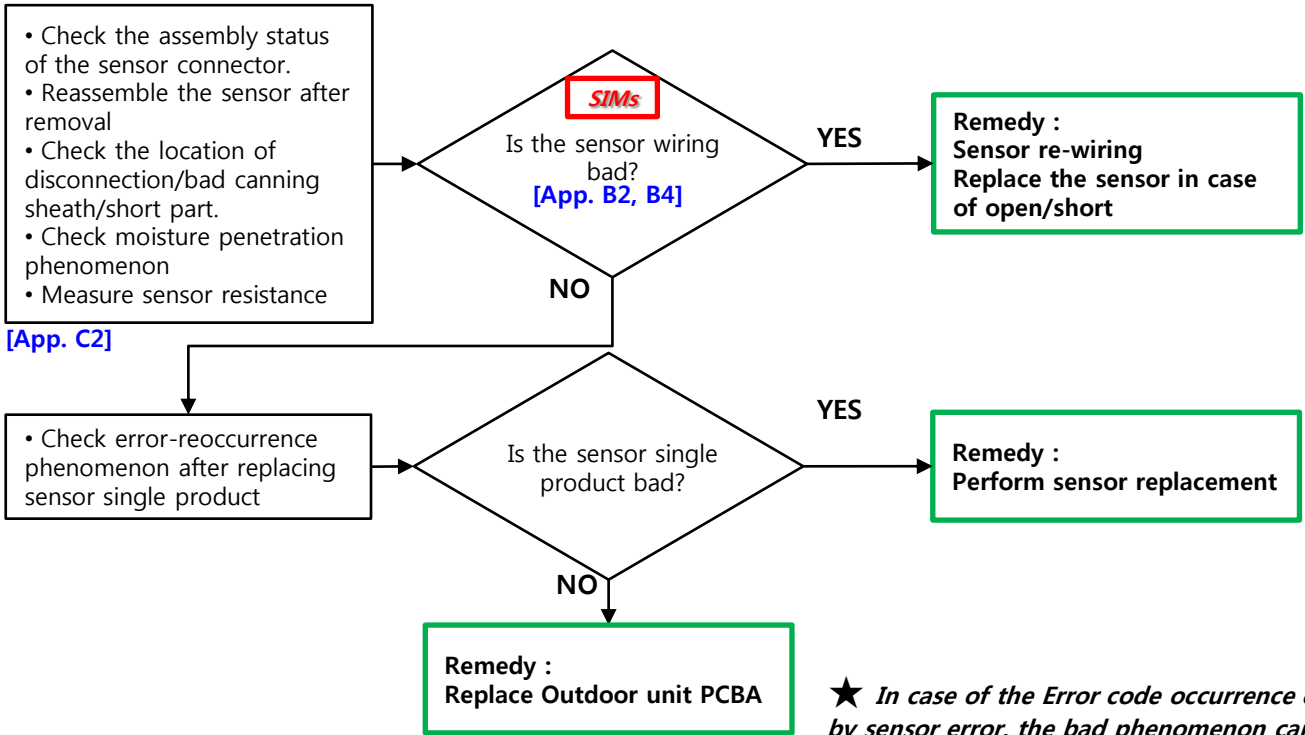 • Check the assembly status
of the sensor connector.
• Reassemble the sensor after
removal
• Check the location of
disconnection/bad canning
sheath/short part.
• Check moisture penetration
phenomenon
• Measure sensor resistance
[App. C2]
SIMs
Is the sensor wiring
bad?
[App. B2, B4]
YES
Remedy :
Sensor re-wiring
Replace the sensor in case
of open/short
NO
• Check error-reoccurrence
phenomenon after replacing
sensor single product
Is the sensor single
product bad?
YES
Remedy :
Perform sensor replacement
NO
Remedy :
Replace Outdoor unit PCBA
★ In case of the Error code occurrence
by sensor error, the bad phenomenon